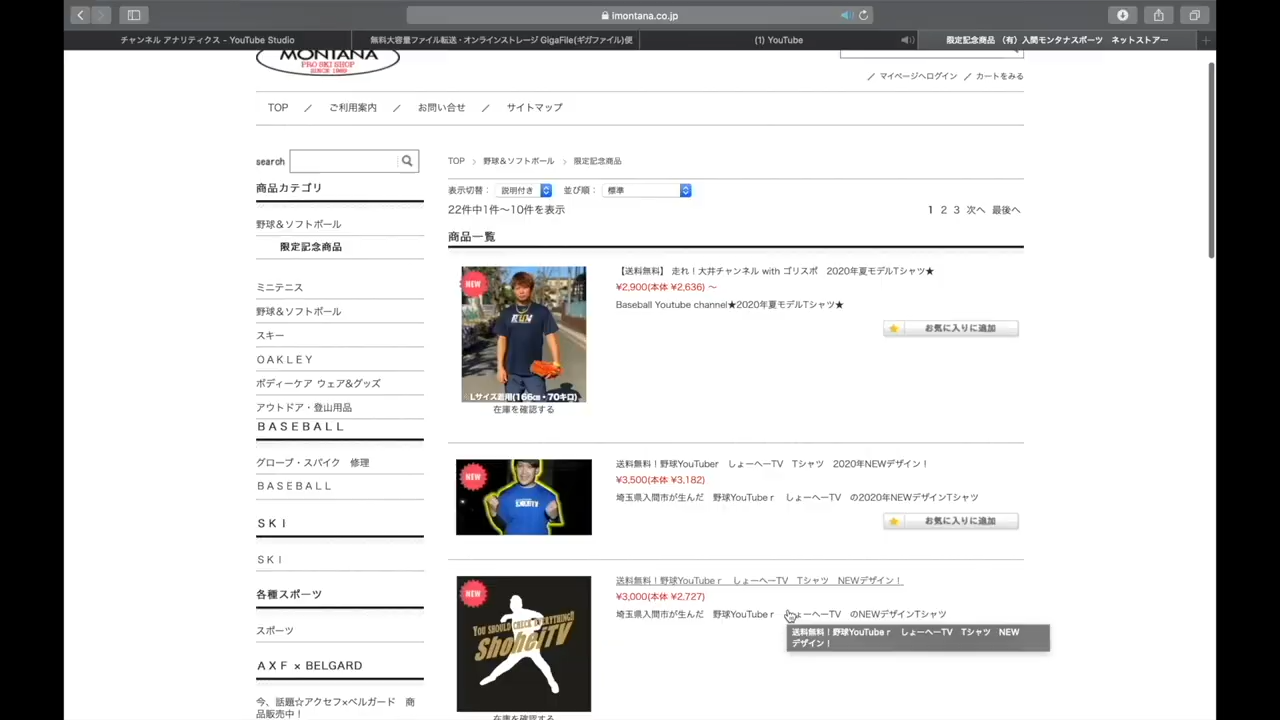 imontana.co.jp
チャンネル アナリティクス - YouTube Studio
無料大容量ファイル転送・オンラインストレージ GigaFile(ギガファイル)便
(1) YouTube
限定記念商品 (有)入間モンタナスポーツ ネットストアー
MONTANA
PRO SKI SHOP
SINCE 1969
／ マイページへログイン ／ カートをみる
TOP ／ ご利用案内 ／ お問い合せ ／ サイトマップ
search
TOP > 野球&ソフトボール > 限定記念商品
商品カテゴリ
表示切替： 説明付き 並び順： 標準
22件中1件〜10件を表示
1 2 3 次へ 最後へ
野球&ソフトボール
商品一覧
限定記念商品
ミニテニス
野球&ソフトボール
スキー
ＯＡＫＬＥＹ
ボディーケア ウェア&グッズ
アウトドア・登山用品
ＢＡＳＥＢＡＬＬ
グローブ・スパイク 修理
ＢＡＳＥＢＡＬＬ
ＳＫＩ
ＳＫＩ
各種スポーツ
スポーツ
ＡＸＦ × BELGARD
今、話題☆アクセフ×ベルガード 商
品販売中！
NEW
Lサイズ着用(166㎝・70キロ)
在庫を確認する
【送料無料】 走れ！大井チャンネル with ゴリスポ 2020年夏モデルTシャツ★
¥2,900(本体 ¥2,636) 〜
Baseball Youtube channel★2020年夏モデルTシャツ★
お気に入りに追加
NEW
SHOHEITV
送料無料！野球YouTuber しょーへーTV Tシャツ 2020年NEWデザイン！
¥3,500(本体 ¥3,182)
埼玉県入間市が生んだ 野球YouTubeｒ しょーへーTV の2020年NEWデザインTシャツ
お気に入りに追加
NEW
YOU SHOULD CHECK EVERYTHING!!
ShoheiTV
在庫を確認する
送料無料！野球YouTubeｒ しょーへーTV Tシャツ NEWデザイン！
¥3,000(本体 ¥2,727)
埼玉県入間市が生んだ 野球YouTubeｒ しょーへーTV のNEWデザインTシャツ
送料無料！野球YouTubeｒ しょーへーTV Tシャツ NEW
デザイン！